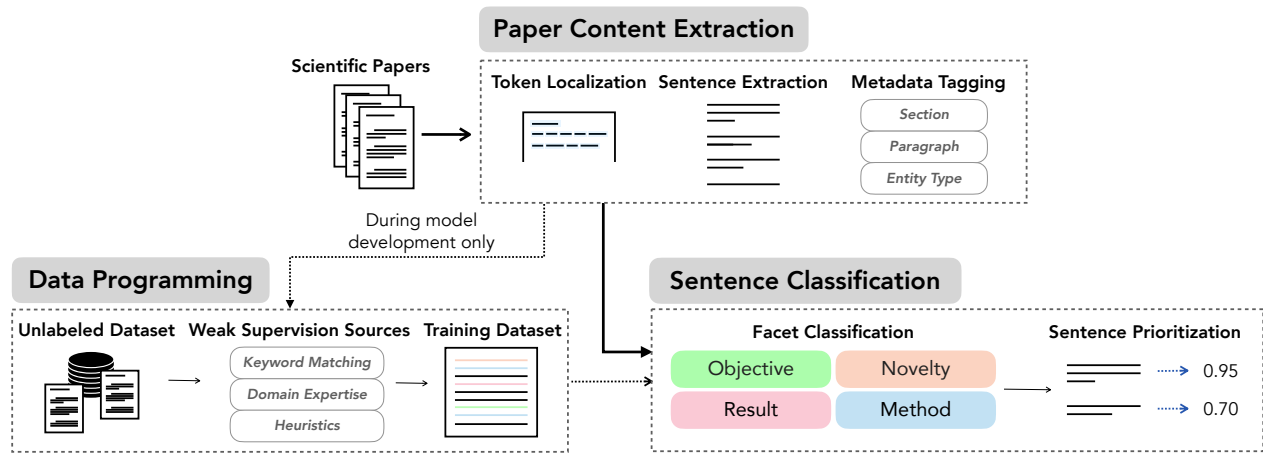 Paper Content Extraction
Scientific Papers
Token Localization
Sentence Extraction
Metadata Tagging
Section
Paragraph
Entity Type
During model
development only
Data Programming
Unlabeled Dataset
Weak Supervision Sources
Training Dataset
Keyword Matching
Domain Expertise
Heuristics
Sentence Classification
Facet Classification
Sentence Prioritization
Objective
Novelty
Result
Method
0.95
0.70